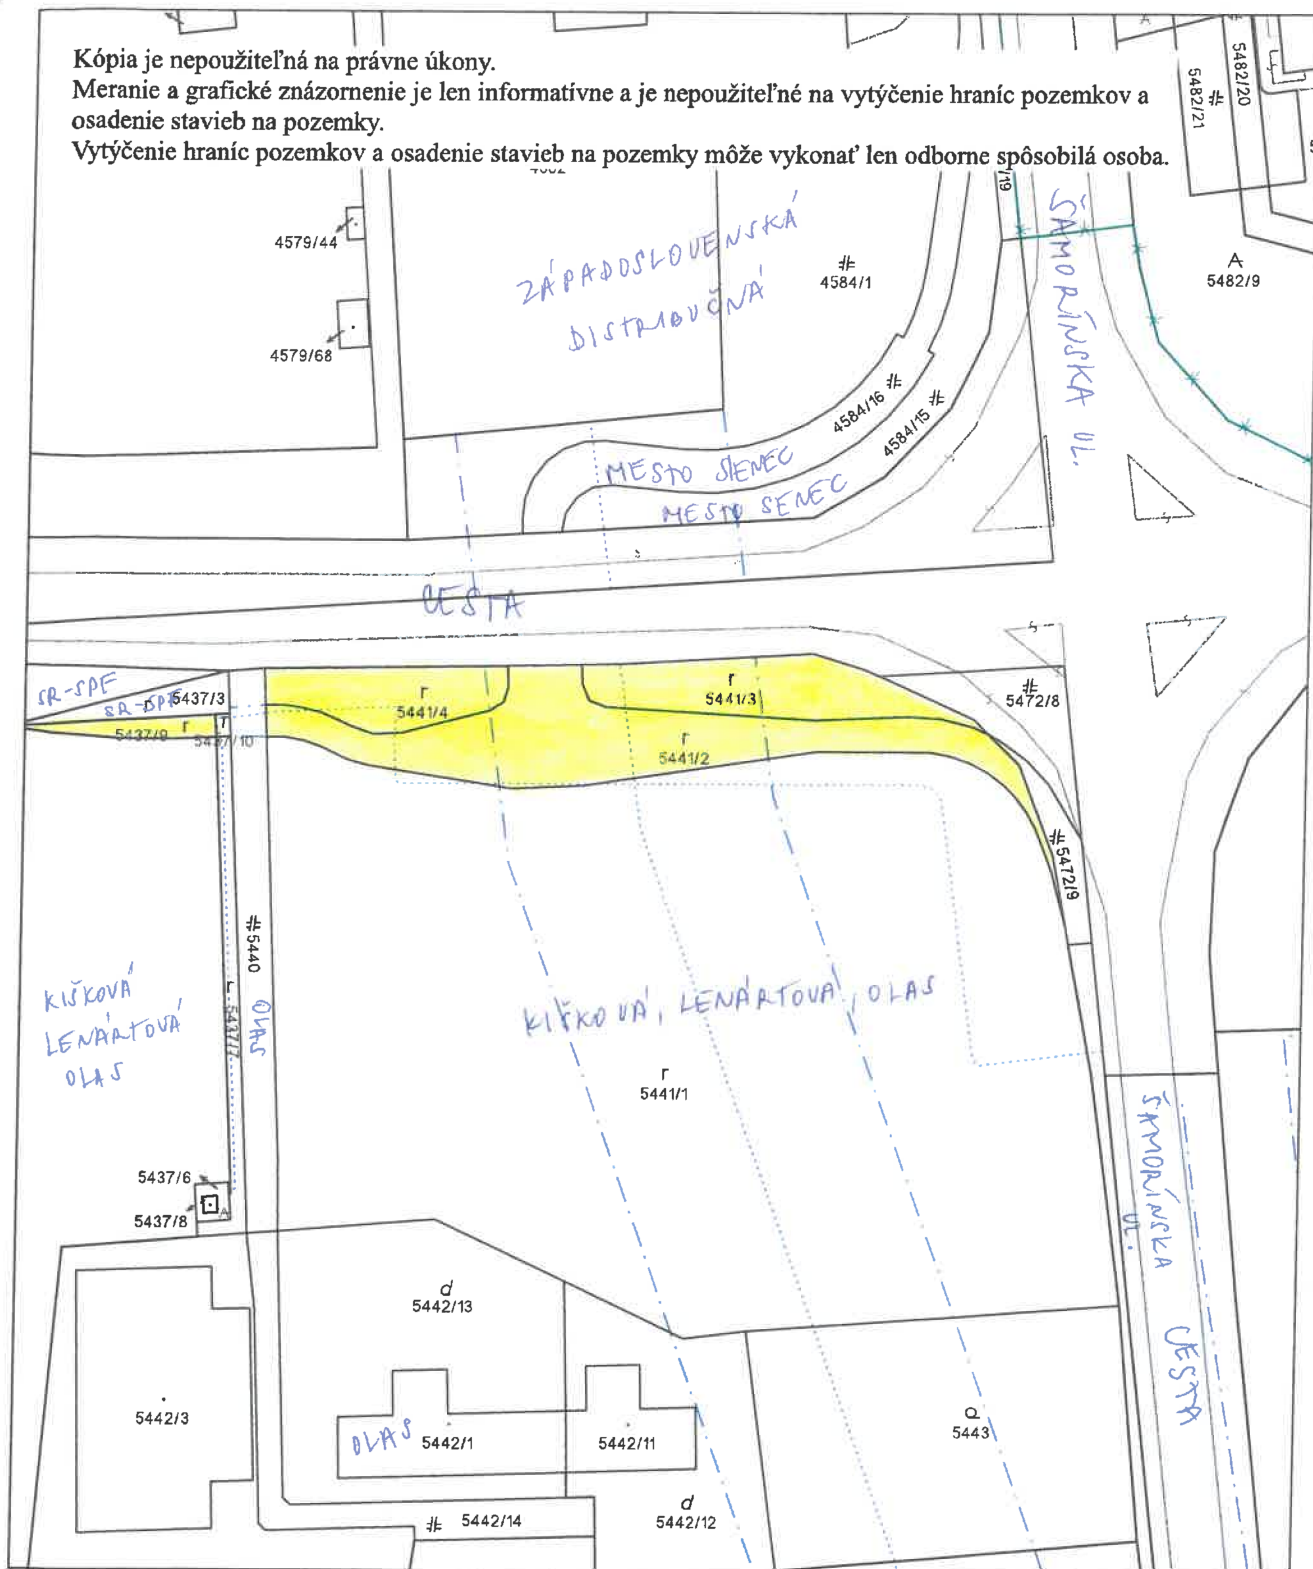 Kópia je nepoužiteľná na právne úkony.
Meranie a grafické znázornenie je len informatívne a je nepoužiteľné na vytýčenie hraníc pozemkov a
osadenie stavieb na pozemky.
Vytýčenie hraníc pozemkov a osadenie stavieb na pozemky môže vykonať len odborne spôsobilá osoba.
5482/20
5482/21
4579/44
4579/68
ZÁPADOSLOVENSKÁ
DISTRIBUČNÁ
4584/1
ŠAMORÍNSKA UL.
A
5482/9
4584/16
4584/15
MESTO SENEC
MESTO SENEC
CESTA
SR-SPF
SR-SPF
5437/3
r
5437/9
5437/10
r
5441/4
r
5441/3
r
5441/2
5472/8
5472/9
5440
OLAS
5437/7
KIŠKOVÁ
LENÁRTOVÁ
OLAS
KIŠKOVÁ, LENÁRTOVÁ, OLAS
r
5441/1
5437/6
5437/8
A
ŠAMORÍNSKA
UL.
CESTA
d
5442/13
5442/3
OLAS
5442/1
5442/11
d
5443
5442/14
d
5442/12